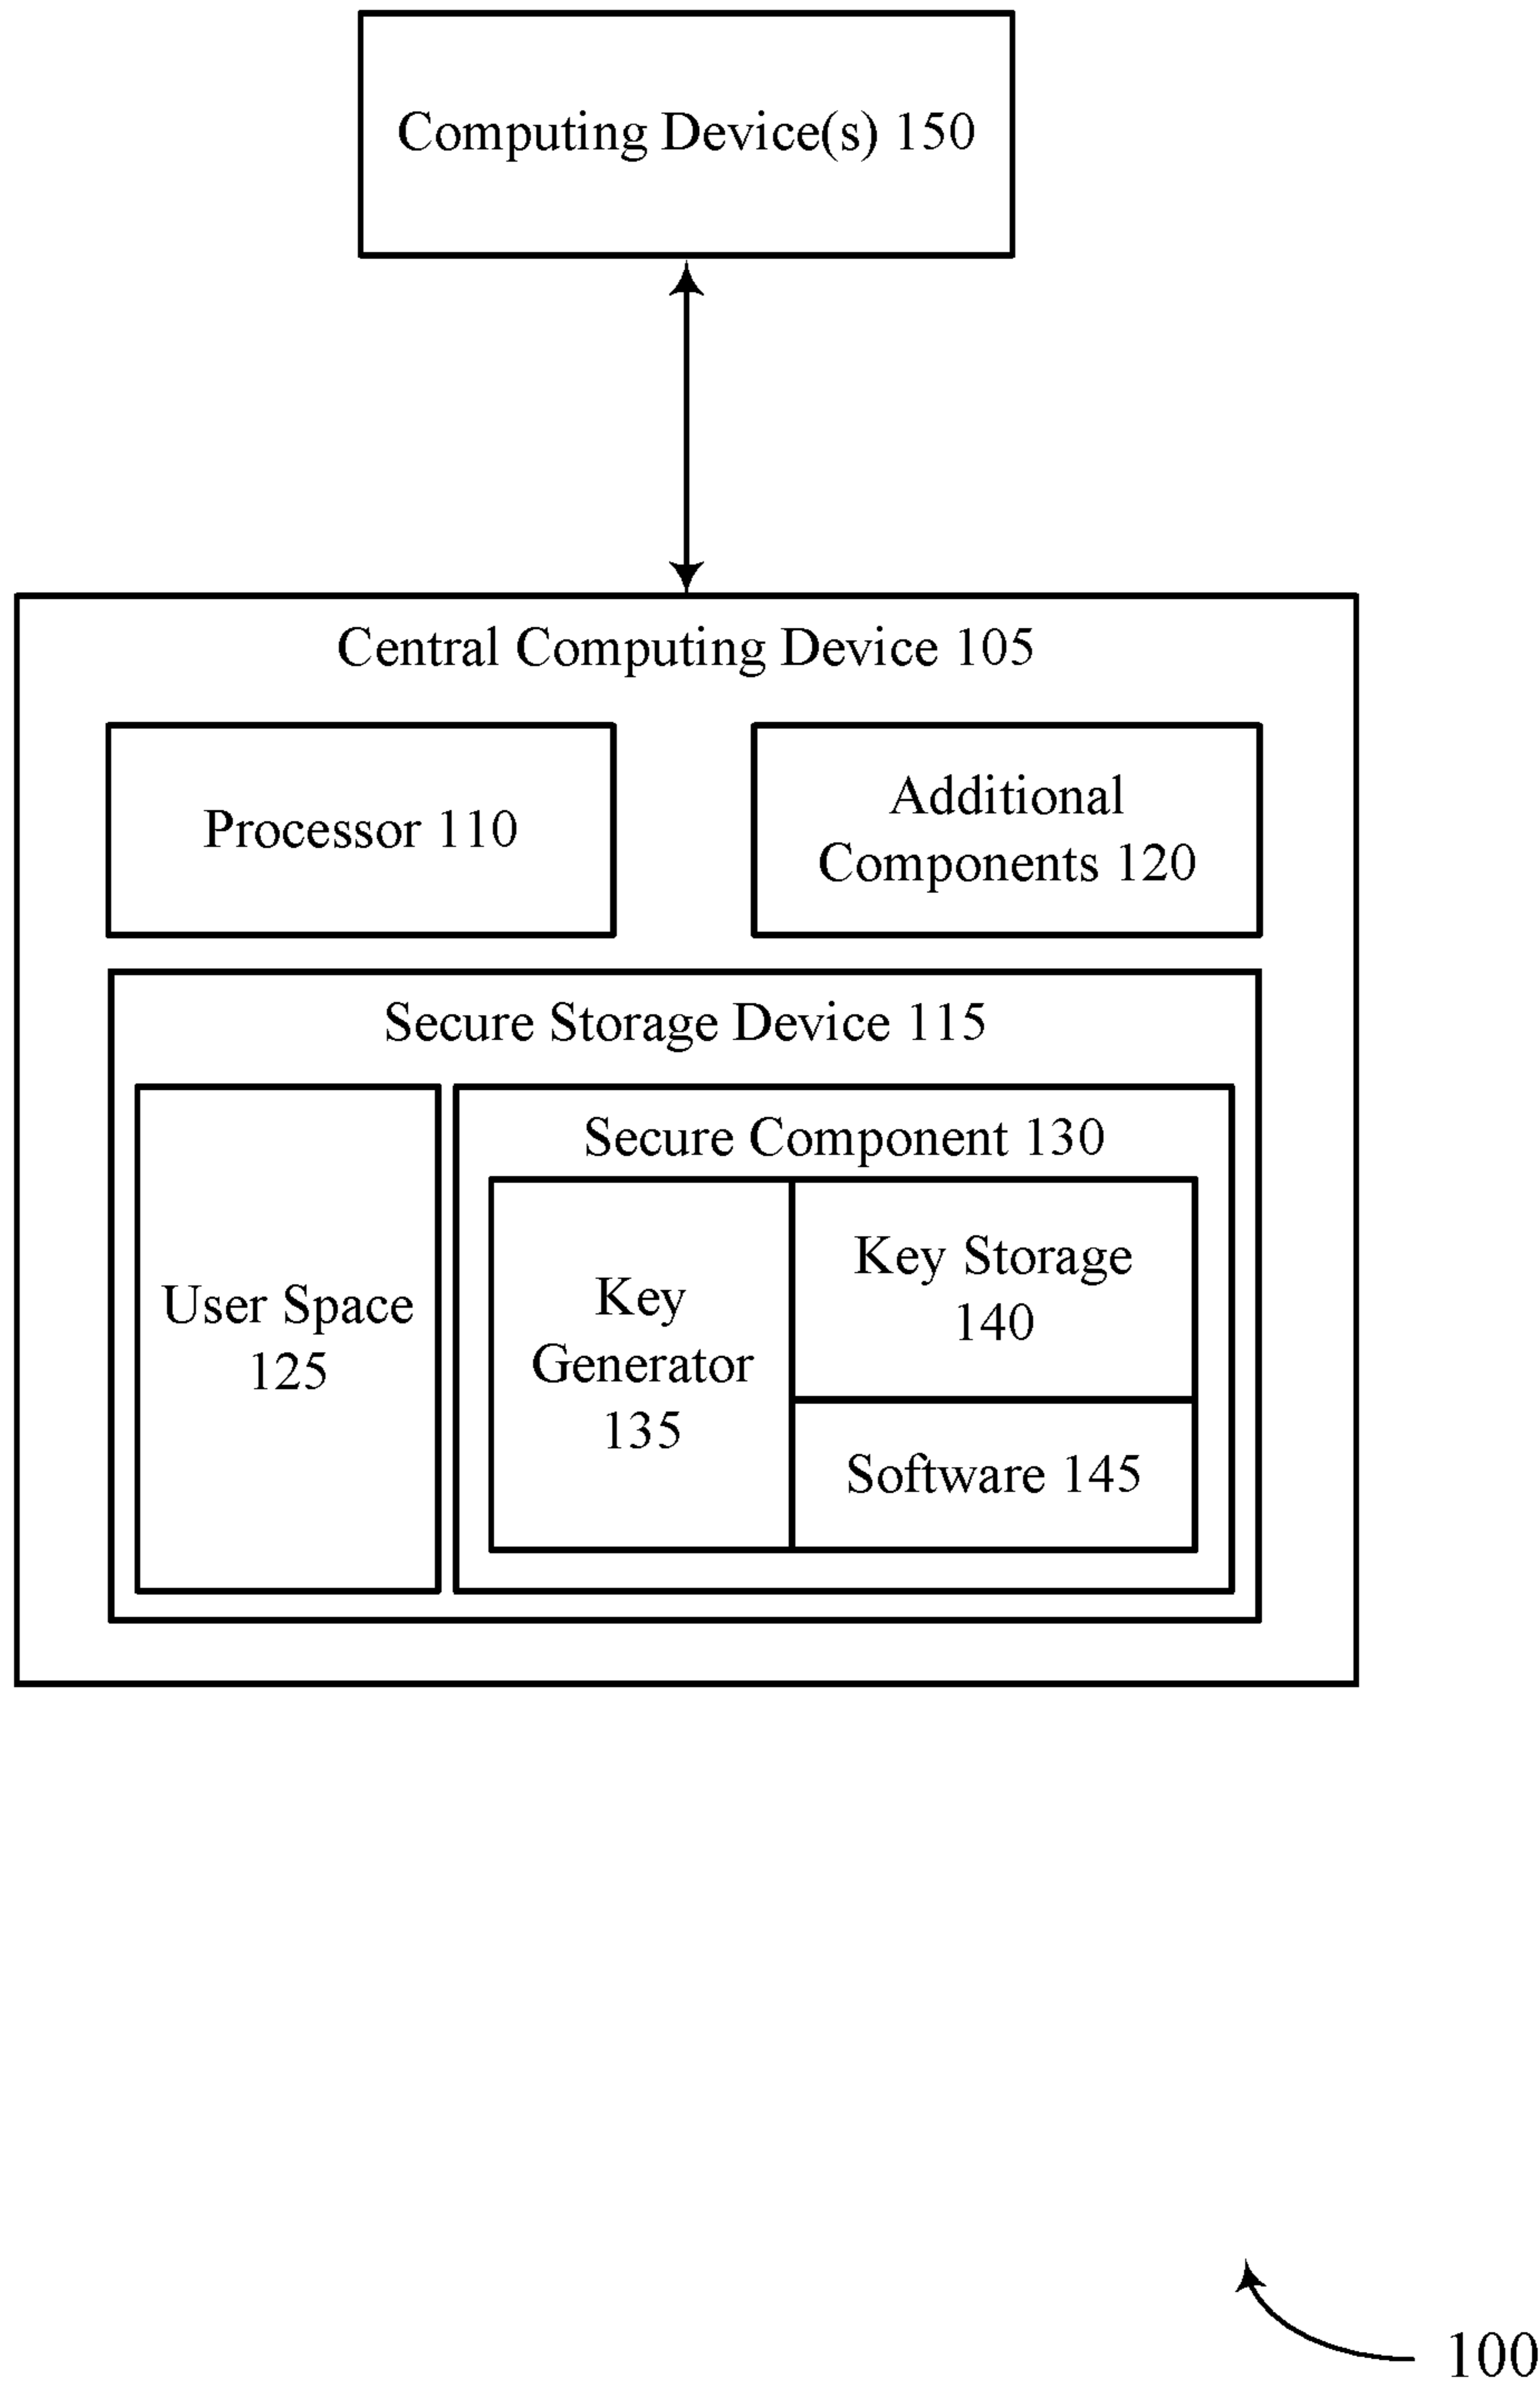 Computing Device(s) 150
Central Computing Device 105
Processor 110
Additional
Components 120
Secure Storage Device 115
User Space
125
Secure Component 130
Key
Generator
135
Key Storage
140
Software 145
100